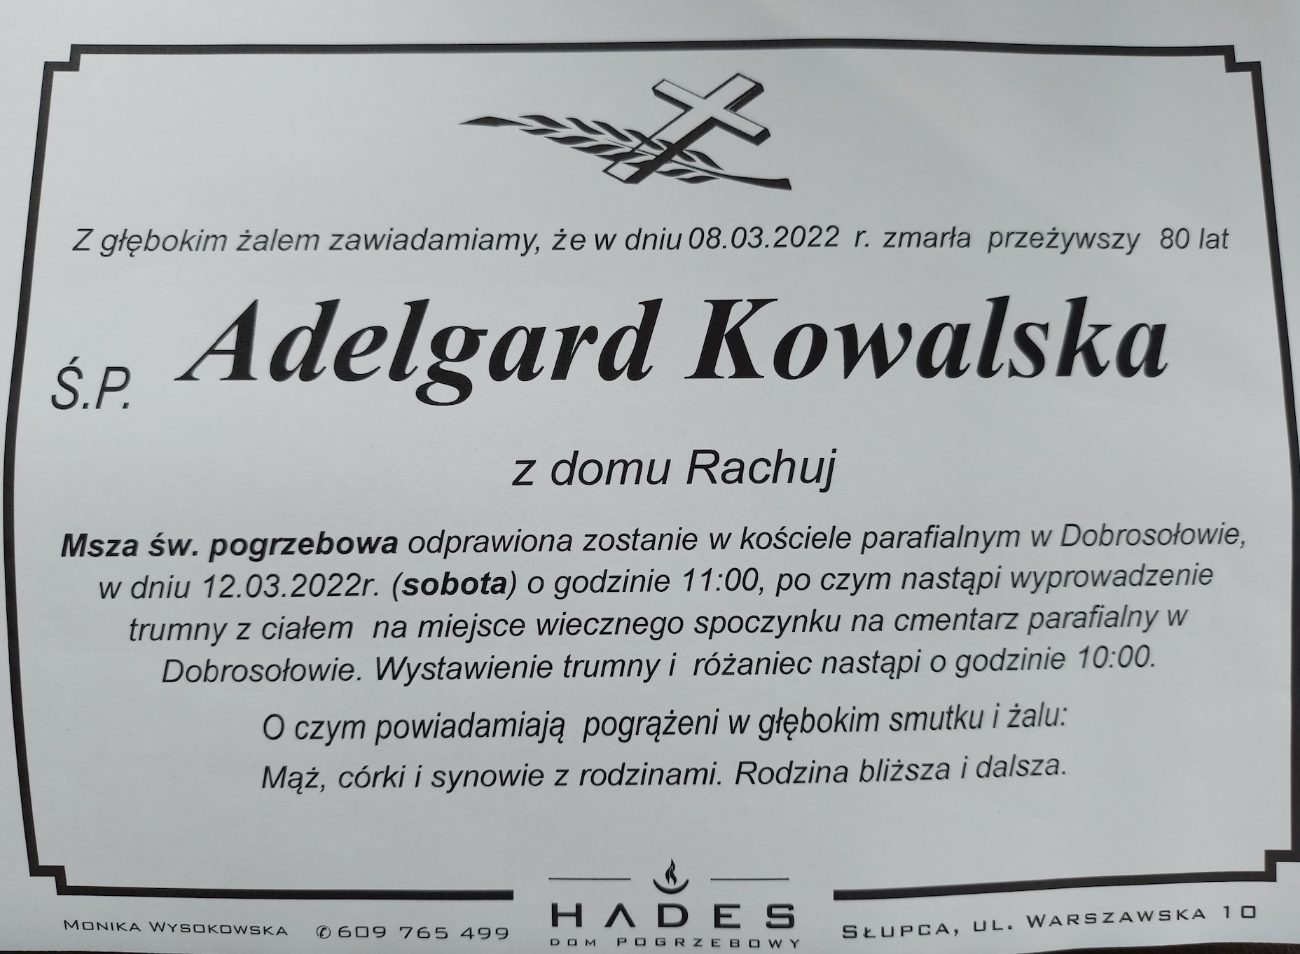 Z głębokim żalem zawiadamiamy, że w dniu 08.03.2022 r. zmarła przeżywszy 80 lat
Ś.P. Adelgard Kowalska
z domu Rachuj
Msza św. pogrzebowa odprawiona zostanie w kościele parafialnym w Dobrosołowie,
w dniu 12.03.2022r. (sobota) o godzinie 11:00, po czym nastąpi wyprowadzenie
trumny z ciałem na miejsce wiecznego spoczynku na cmentarz parafialny w
Dobrosołowie. Wystawienie trumny i różaniec nastąpi o godzinie 10:00.
O czym powiadamiają pogrążeni w głębokim smutku i żalu:
Mąż, córki i synowie z rodzinami. Rodzina bliższa i dalsza.
MONIKA WYSOKOWSKA ✆609 765 499
HADES
DOM POGRZEBOWY
SŁUPCA, UL. WARSZAWSKA 10